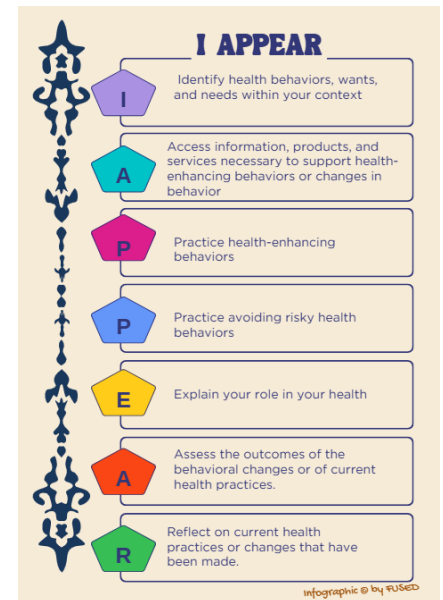 I APPEAR
I
Identify health behaviors, wants,
and needs within your context
A
Access information, products, and
services necessary to support health-
enhancing behaviors or changes in
behavior
P
Practice health-enhancing
behaviors
P
Practice avoiding risky health
behaviors
E
Explain your role in your health
A
Assess the outcomes of the
behavioral changes or of current
health practices.
R
Reflect on current health
practices or changes that have
been made.
Infographic © by FUSED